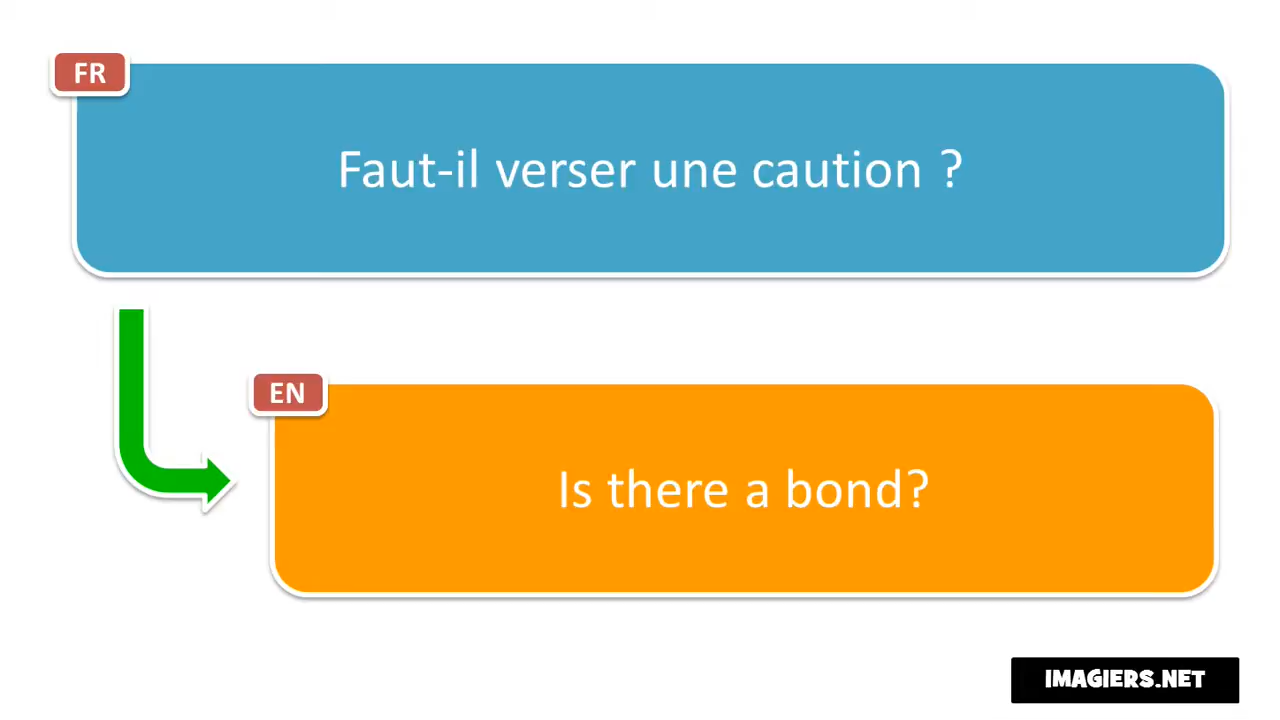 FR
Faut-il verser une caution ?
EN
Is there a bond?
IMAGIERS.NET